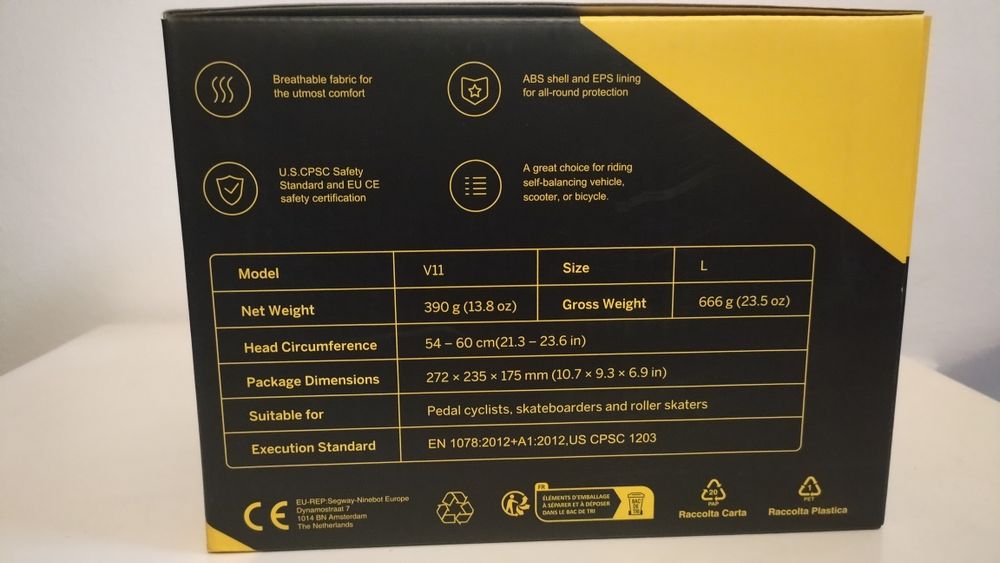 Breathable fabric for
the utmost comfort
ABS shell and EPS lining
for all-round protection
U.S.CPSC Safety
Standard and EU CE
safety certification
A great choice for riding
self-balancing vehicle,
scooter, or bicycle.
Model V11 Size L
Net Weight 390 g (13.8 oz) Gross Weight 666 g (23.5 oz)
Head Circumference 54 – 60 cm(21.3 – 23.6 in)
Package Dimensions 272 × 235 × 175 mm (10.7 × 9.3 × 6.9 in)
Suitable for Pedal cyclists, skateboarders and roller skaters
Execution Standard EN 1078:2012+A1:2012,US CPSC 1203
CE
EU-REP:Segway-Ninebot Europe
Dynamostraat 7
1014 BN Amsterdam
The Netherlands
FR
ÉLÉMENTS D'EMBALLAGE
À SÉPARER ET À DÉPOSER
DANS LE BAC DE TRI
BAC
DE
TRI
20
PAP
Raccolta Carta
1
PET
Raccolta Plastica